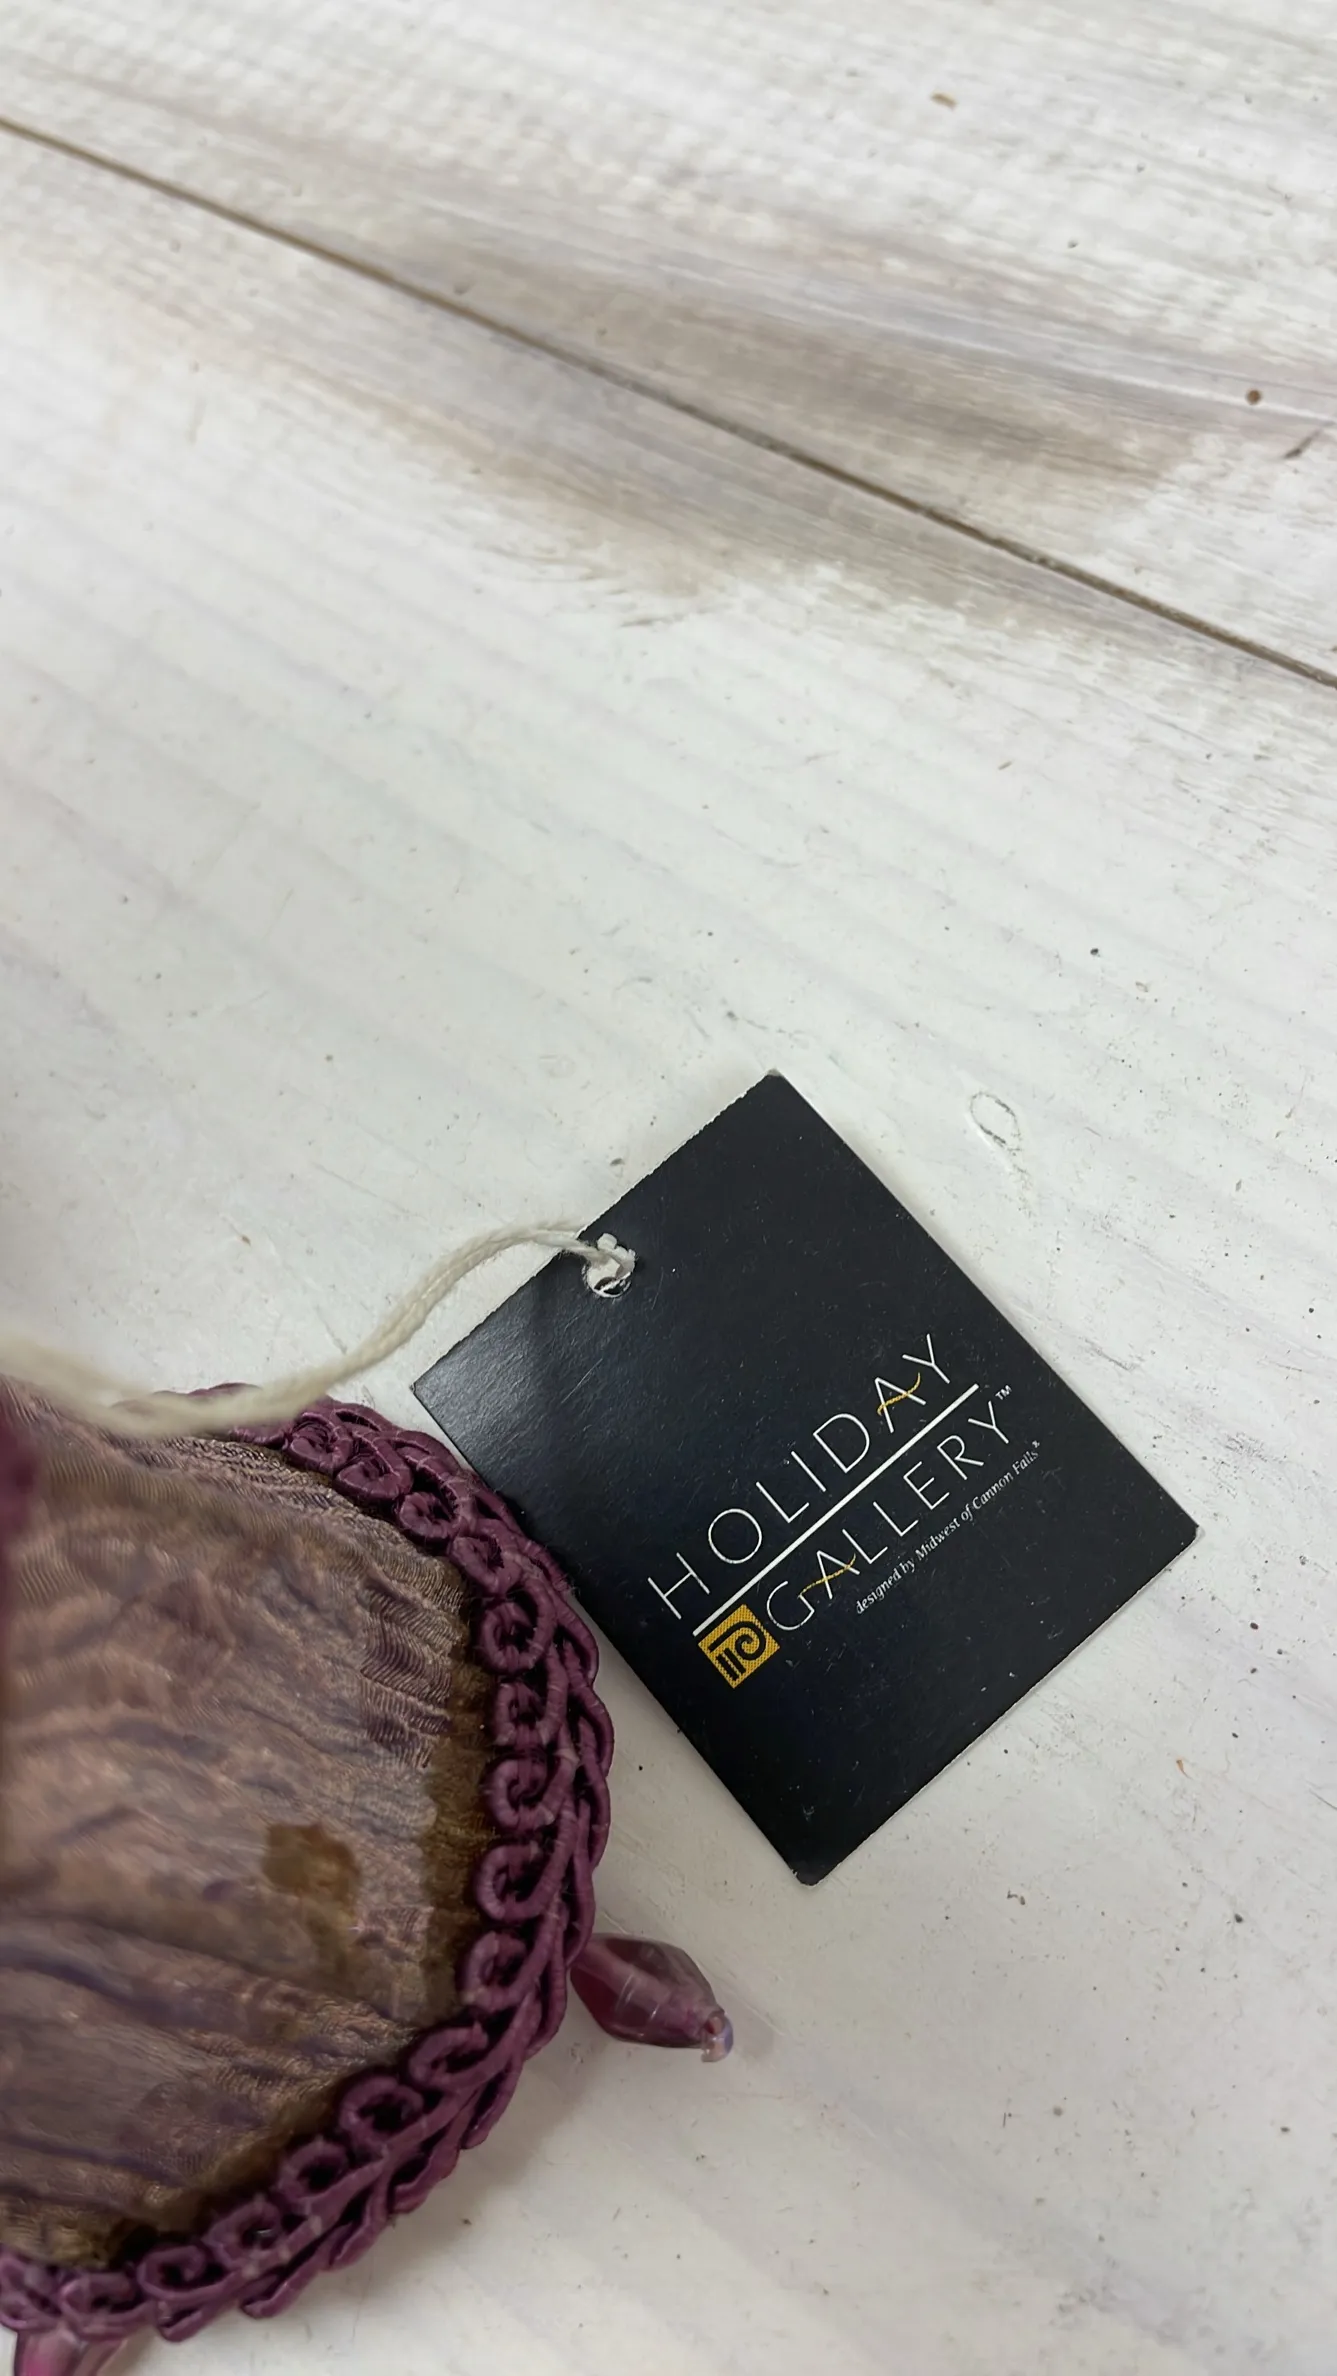 HOLIDAY
GALLERY™
designed by Midwest of Cannon Falls®